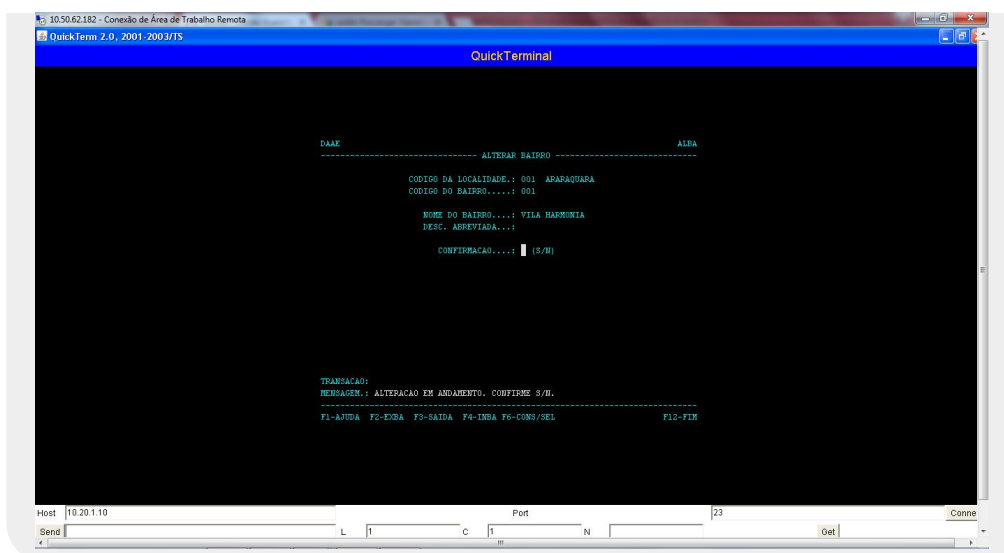 10.50.62.182 - Conexão de Área de Trabalho Remota
QuickTerm 2.0, 2001-2003/TS
QuickTerminal
DAAE ALBA
-------------------------------- ALTERAR BAIRRO -----------------------------
CODIGO DA LOCALIDADE.: 001 ARARAQUARA
CODIGO DO BAIRRO.....: 001
NOME DO BAIRRO....: VILA HARMONIA
DESC. ABREVIADA...:
CONFIRMACAO....: (S/N)
TRANSACAO:
MENSAGEM.: ALTERACAO EM ANDAMENTO. CONFIRME S/N.
-----------------------------------------------------------------------------
F1-AJUDA F2-EXBA F3-SAIDA F4-INBA F6-CONS/SEL F12-FIM
Host 10.20.1.10 Port 23 Conne
Send L 1 C 1 N Get